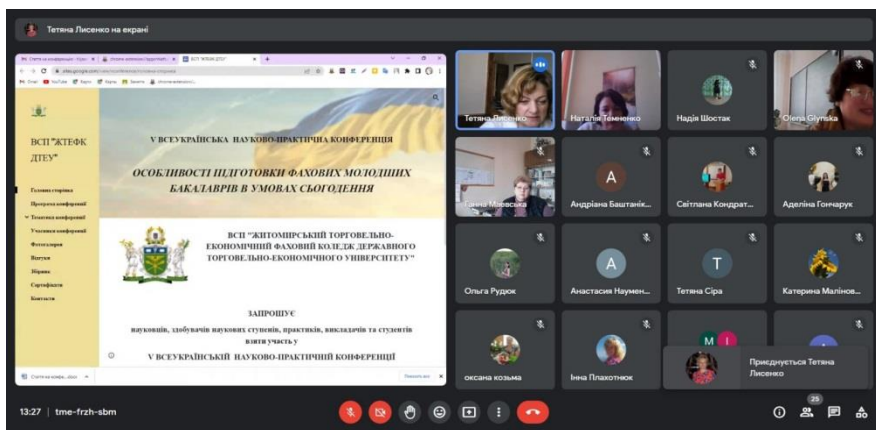 Тетяна Лисенко на екрані
ВСП "ЖТЕФК
ДТЕУ"
Головна сторінка
Програма конференції
Тематика конференції
Учасники конференції
Фотогалерея
Відгуки
Збірник
Сертифікати
Контакти
V ВСЕУКРАЇНСЬКА НАУКОВО-ПРАКТИЧНА КОНФЕРЕНЦІЯ
ОСОБЛИВОСТІ ПІДГОТОВКИ ФАХОВИХ МОЛОДШИХ
БАКАЛАВРІВ В УМОВАХ СЬОГОДЕННЯ
ВСП "ЖИТОМИРСЬКИЙ ТОРГОВЕЛЬНО-
ЕКОНОМІЧНИЙ ФАХОВИЙ КОЛЕДЖ ДЕРЖАВНОГО
ТОРГОВЕЛЬНО-ЕКОНОМІЧНОГО УНІВЕРСИТЕТУ"
ЗАПРОШУЄ
науковців, здобувачів наукових ступенів, практиків, викладачів та студентів
взяти участь у
V ВСЕУКРАЇНСЬКІЙ НАУКОВО-ПРАКТИЧНІЙ КОНФЕРЕНЦІЇ
Тетяна Лисенко
Наталія Темненко
Надія Шостак
Olena Glynska
Ганна Маєвська
А
Андріана Баштанік...
Світлана Кондрат...
Аделіна Гончарук
Ольга Рудюк
А
Анастасия Наумен...
Т
Тетяна Сіра
Катерина Малінов...
оксана козьма
Інна Плахотнюк
М
І
Приєднується Тетяна
Лисенко
13:27 | tme-frzh-sbm
25